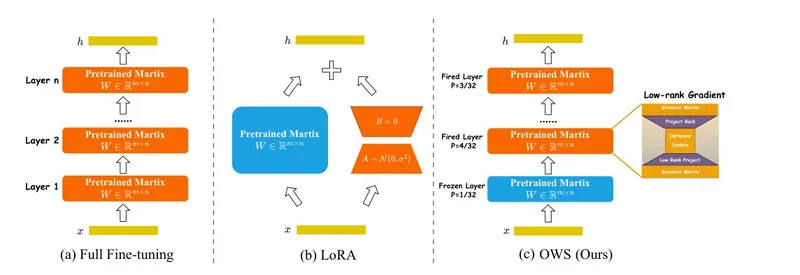 h
Layer n
Pretrained Martix
W ∈ ℝ^{m×n}
......
Layer 2
Pretrained Martix
W ∈ ℝ^{m×n}
Layer 1
Pretrained Martix
W ∈ ℝ^{m×n}
x
(a) Full Fine-tuning
h
Pretrained Martix
W ∈ ℝ^{m×n}
B = 0
A = 𝒩(0, σ²)
x
(b) LoRA
h
Fired Layer
P=3/32
Pretrained Martix
W ∈ ℝ^{m×n}
......
Fired Layer
P=4/32
Pretrained Martix
W ∈ ℝ^{m×n}
Frozen Layer
P=1/32
Pretrained Martix
W ∈ ℝ^{m×n}
x
Low-rank Gradient
Gradient Martix
Project Back
Optimizer
Update
Low Rank Project
Gradient Martix
(c) OWS (Ours)